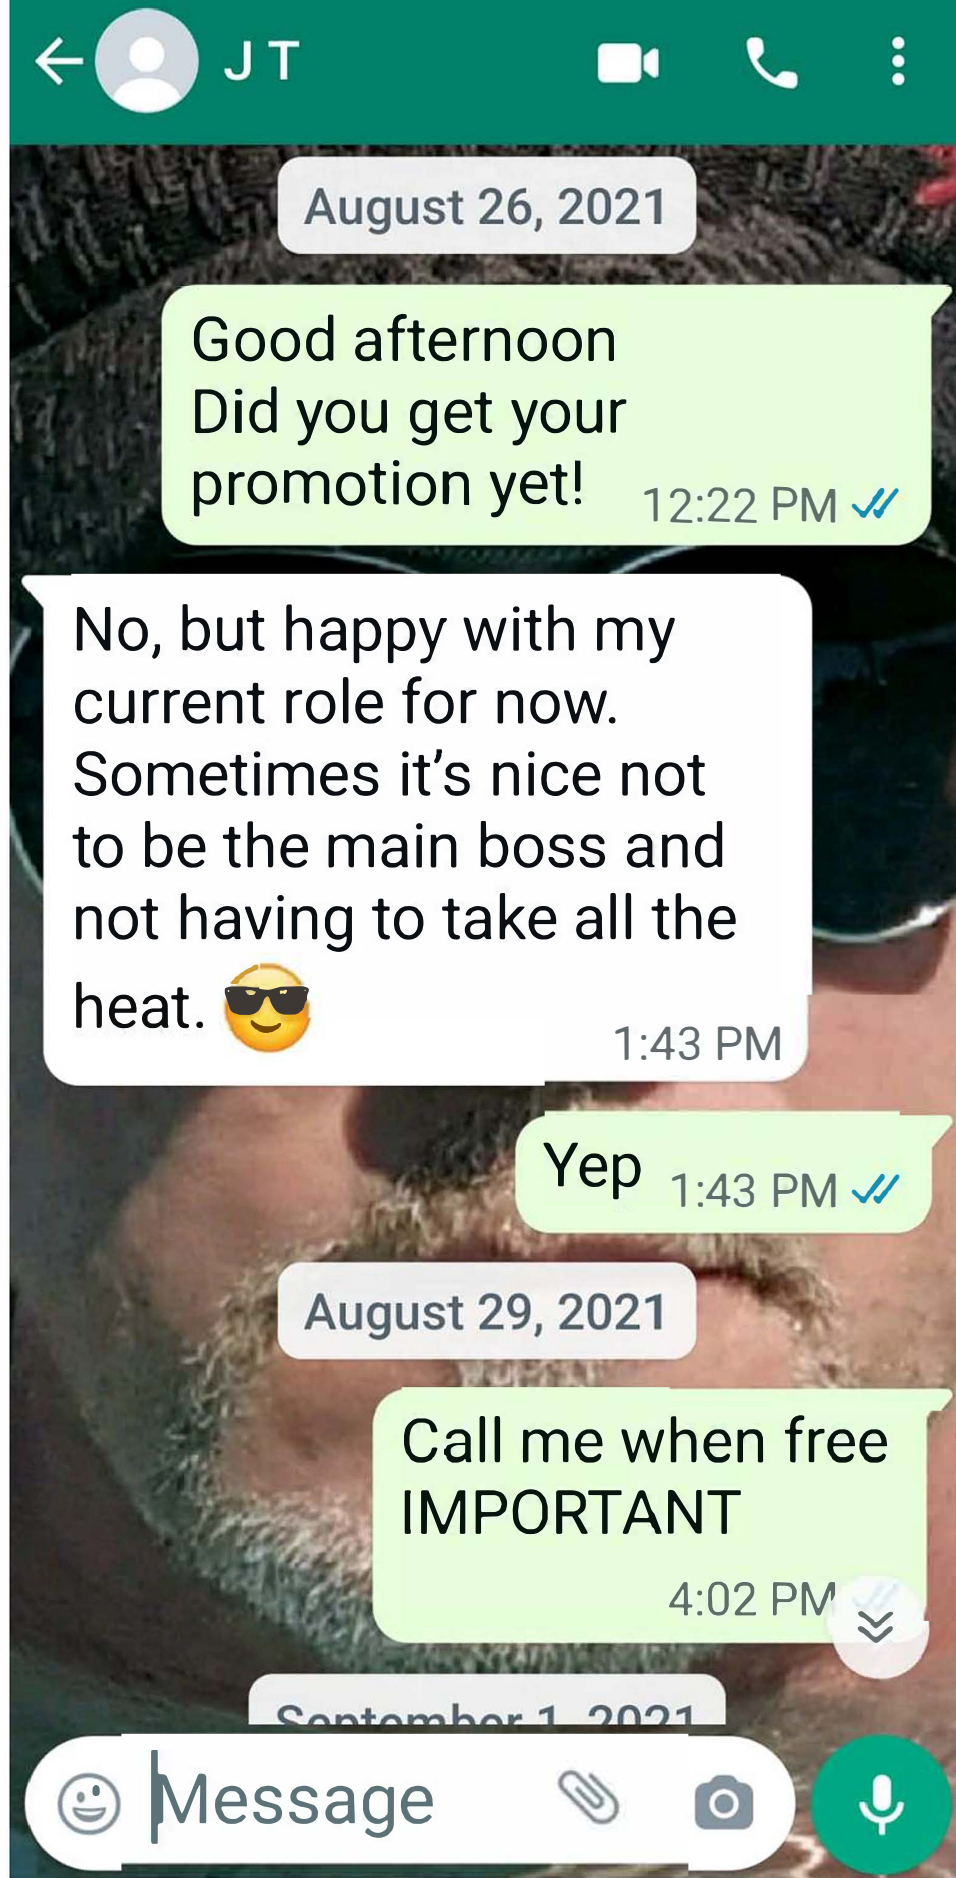 J T
August 26, 2021
Good afternoon
Did you get your
promotion yet!
12:22 PM
No, but happy with my
current role for now.
Sometimes it’s nice not
to be the main boss and
not having to take all the
heat. 😎
1:43 PM
Yep
1:43 PM
August 29, 2021
Call me when free
IMPORTANT
4:02 PM
September 1, 2021
Message